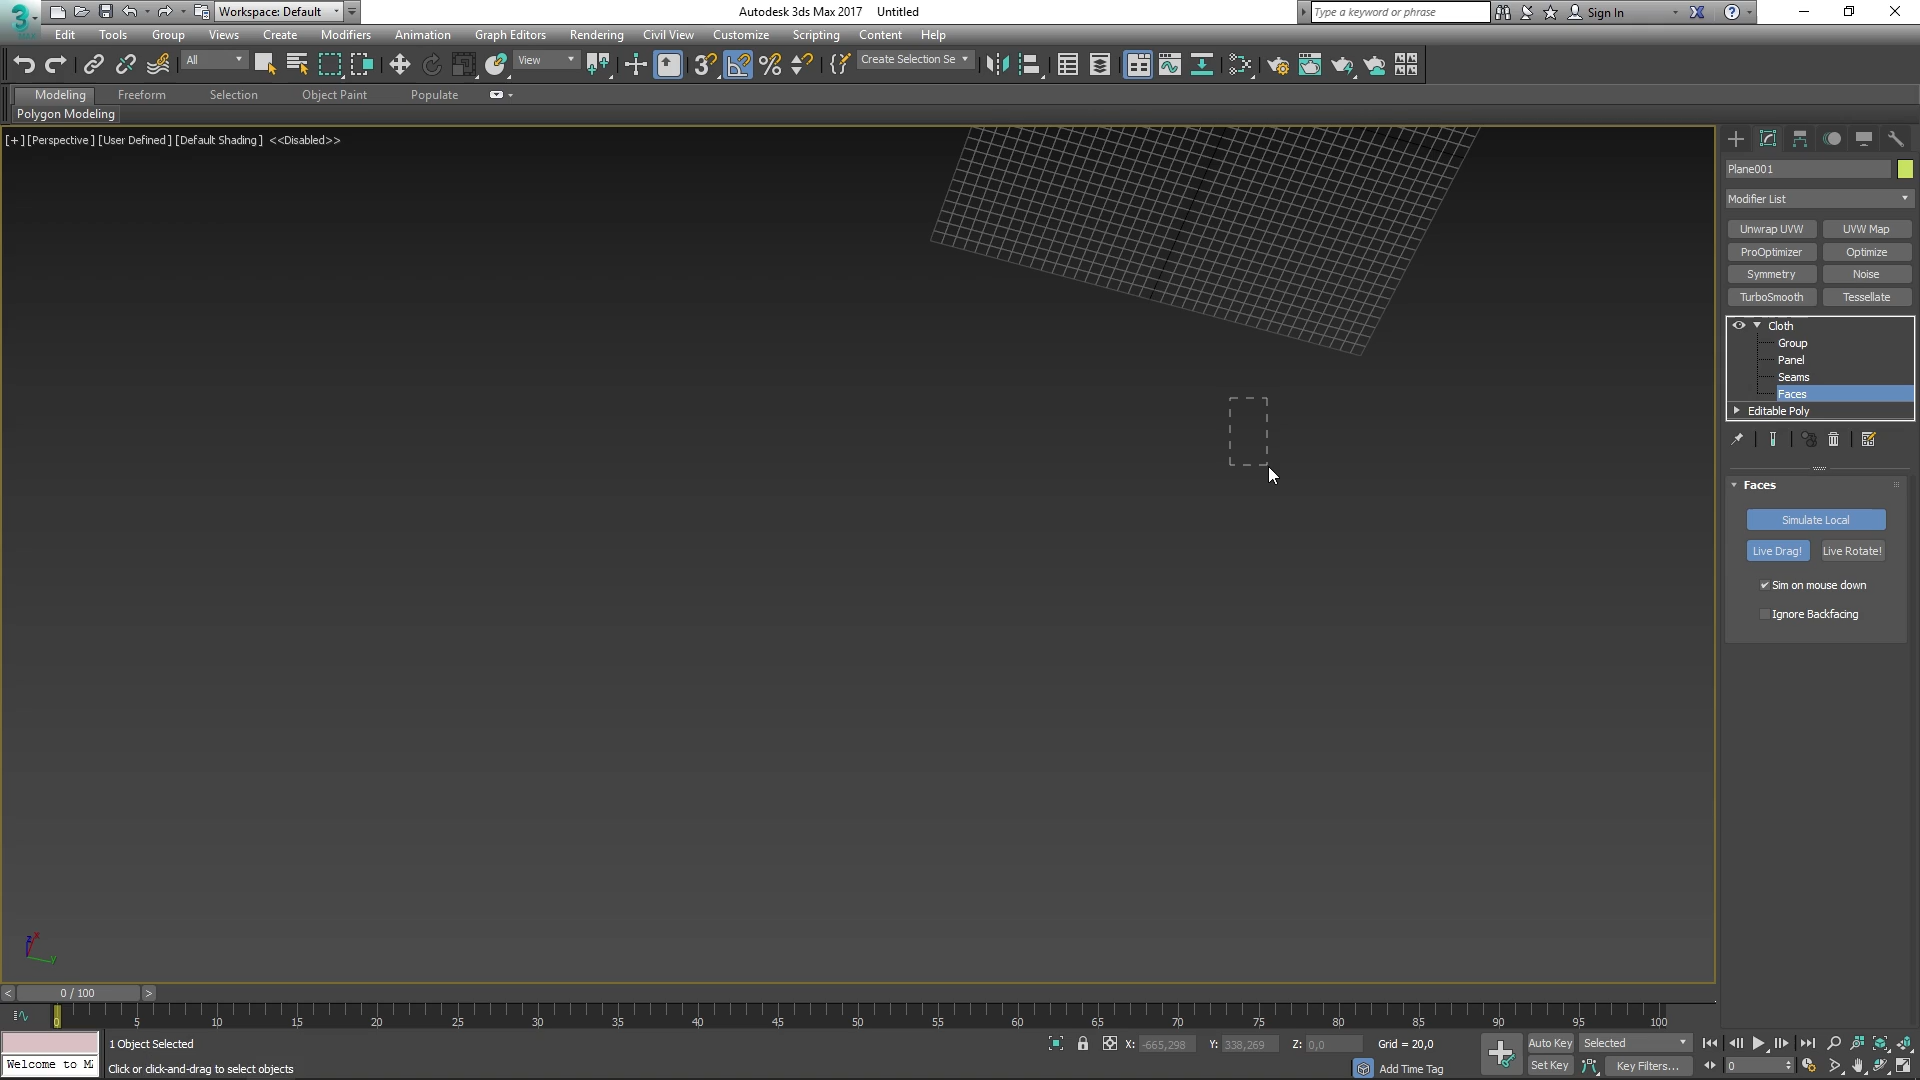 Workspace: Default
Autodesk 3ds Max 2017 Untitled
Type a keyword or phrase
Sign In
Edit Tools Group Views Create Modifiers Animation Graph Editors Rendering Civil View Customize Scripting Content Help
All
View
Create Selection Se
Modeling Freeform Selection Object Paint Populate
Polygon Modeling
[+] [Perspective] [User Defined] [Default Shading] <<Disabled>>
Plane001
Modifier List
Unwrap UVW UVW Map
ProOptimizer Optimize
Symmetry Noise
TurboSmooth Tessellate
Cloth
Group
Panel
Seams
Faces
Editable Poly
Faces
Simulate Local
Live Drag! Live Rotate!
Sim on mouse down
Ignore Backfacing
z x y
< 0 / 100 >
0 5 10 15 20 25 30 35 40 45 50 55 60 65 70 75 80 85 90 95 100
1 Object Selected
X: -665,298 Y: 338,269 Z: 0,0 Grid = 20,0
Auto Key Selected
Welcome to M
Click or click-and-drag to select objects
Add Time Tag
Set Key Key Filters...
0